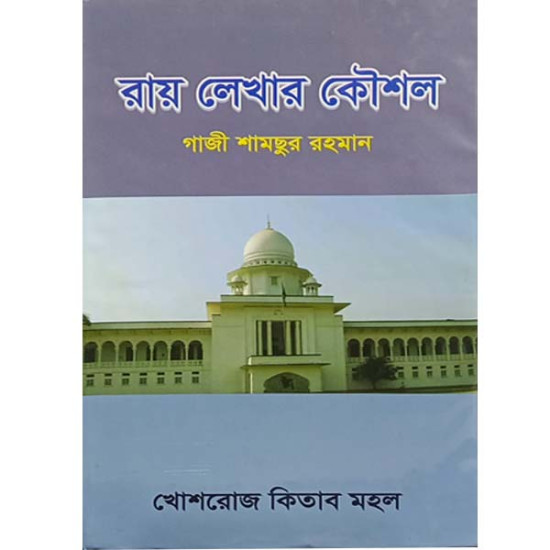 রায় লেখার কৌশল
গাজী শামছুর রহমান
খোশরোজ কিতাব মহল